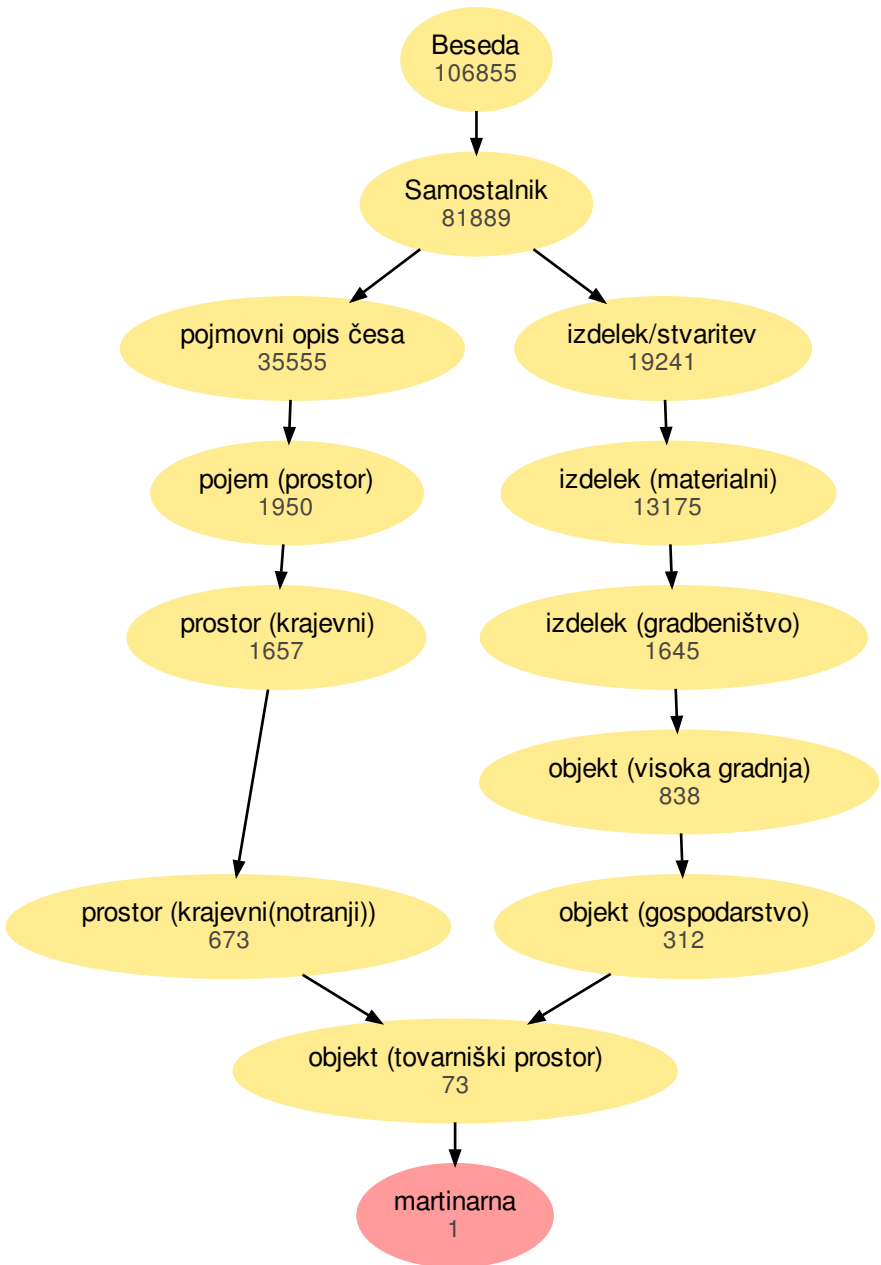 Beseda
106855
Samostalnik
81889
pojmovni opis česa
35555
izdelek/stvaritev
19241
pojem (prostor)
1950
izdelek (materialni)
13175
prostor (krajevni)
1657
izdelek (gradbeništvo)
1645
objekt (visoka gradnja)
838
prostor (krajevni(notranji))
673
objekt (gospodarstvo)
312
objekt (tovarniški prostor)
73
martinarna
1